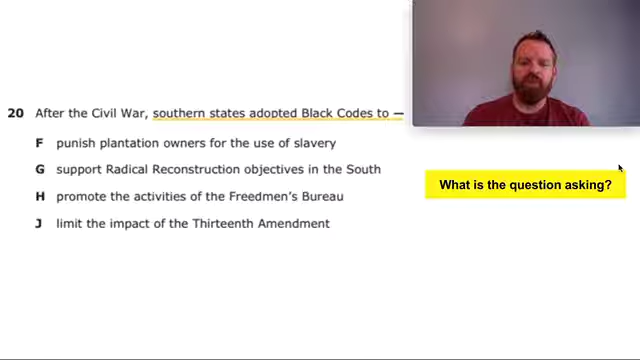 20 After the Civil War, southern states adopted Black Codes to —
F punish plantation owners for the use of slavery
G support Radical Reconstruction objectives in the South
H promote the activities of the Freedmen's Bureau
J limit the impact of the Thirteenth Amendment
What is the question asking?